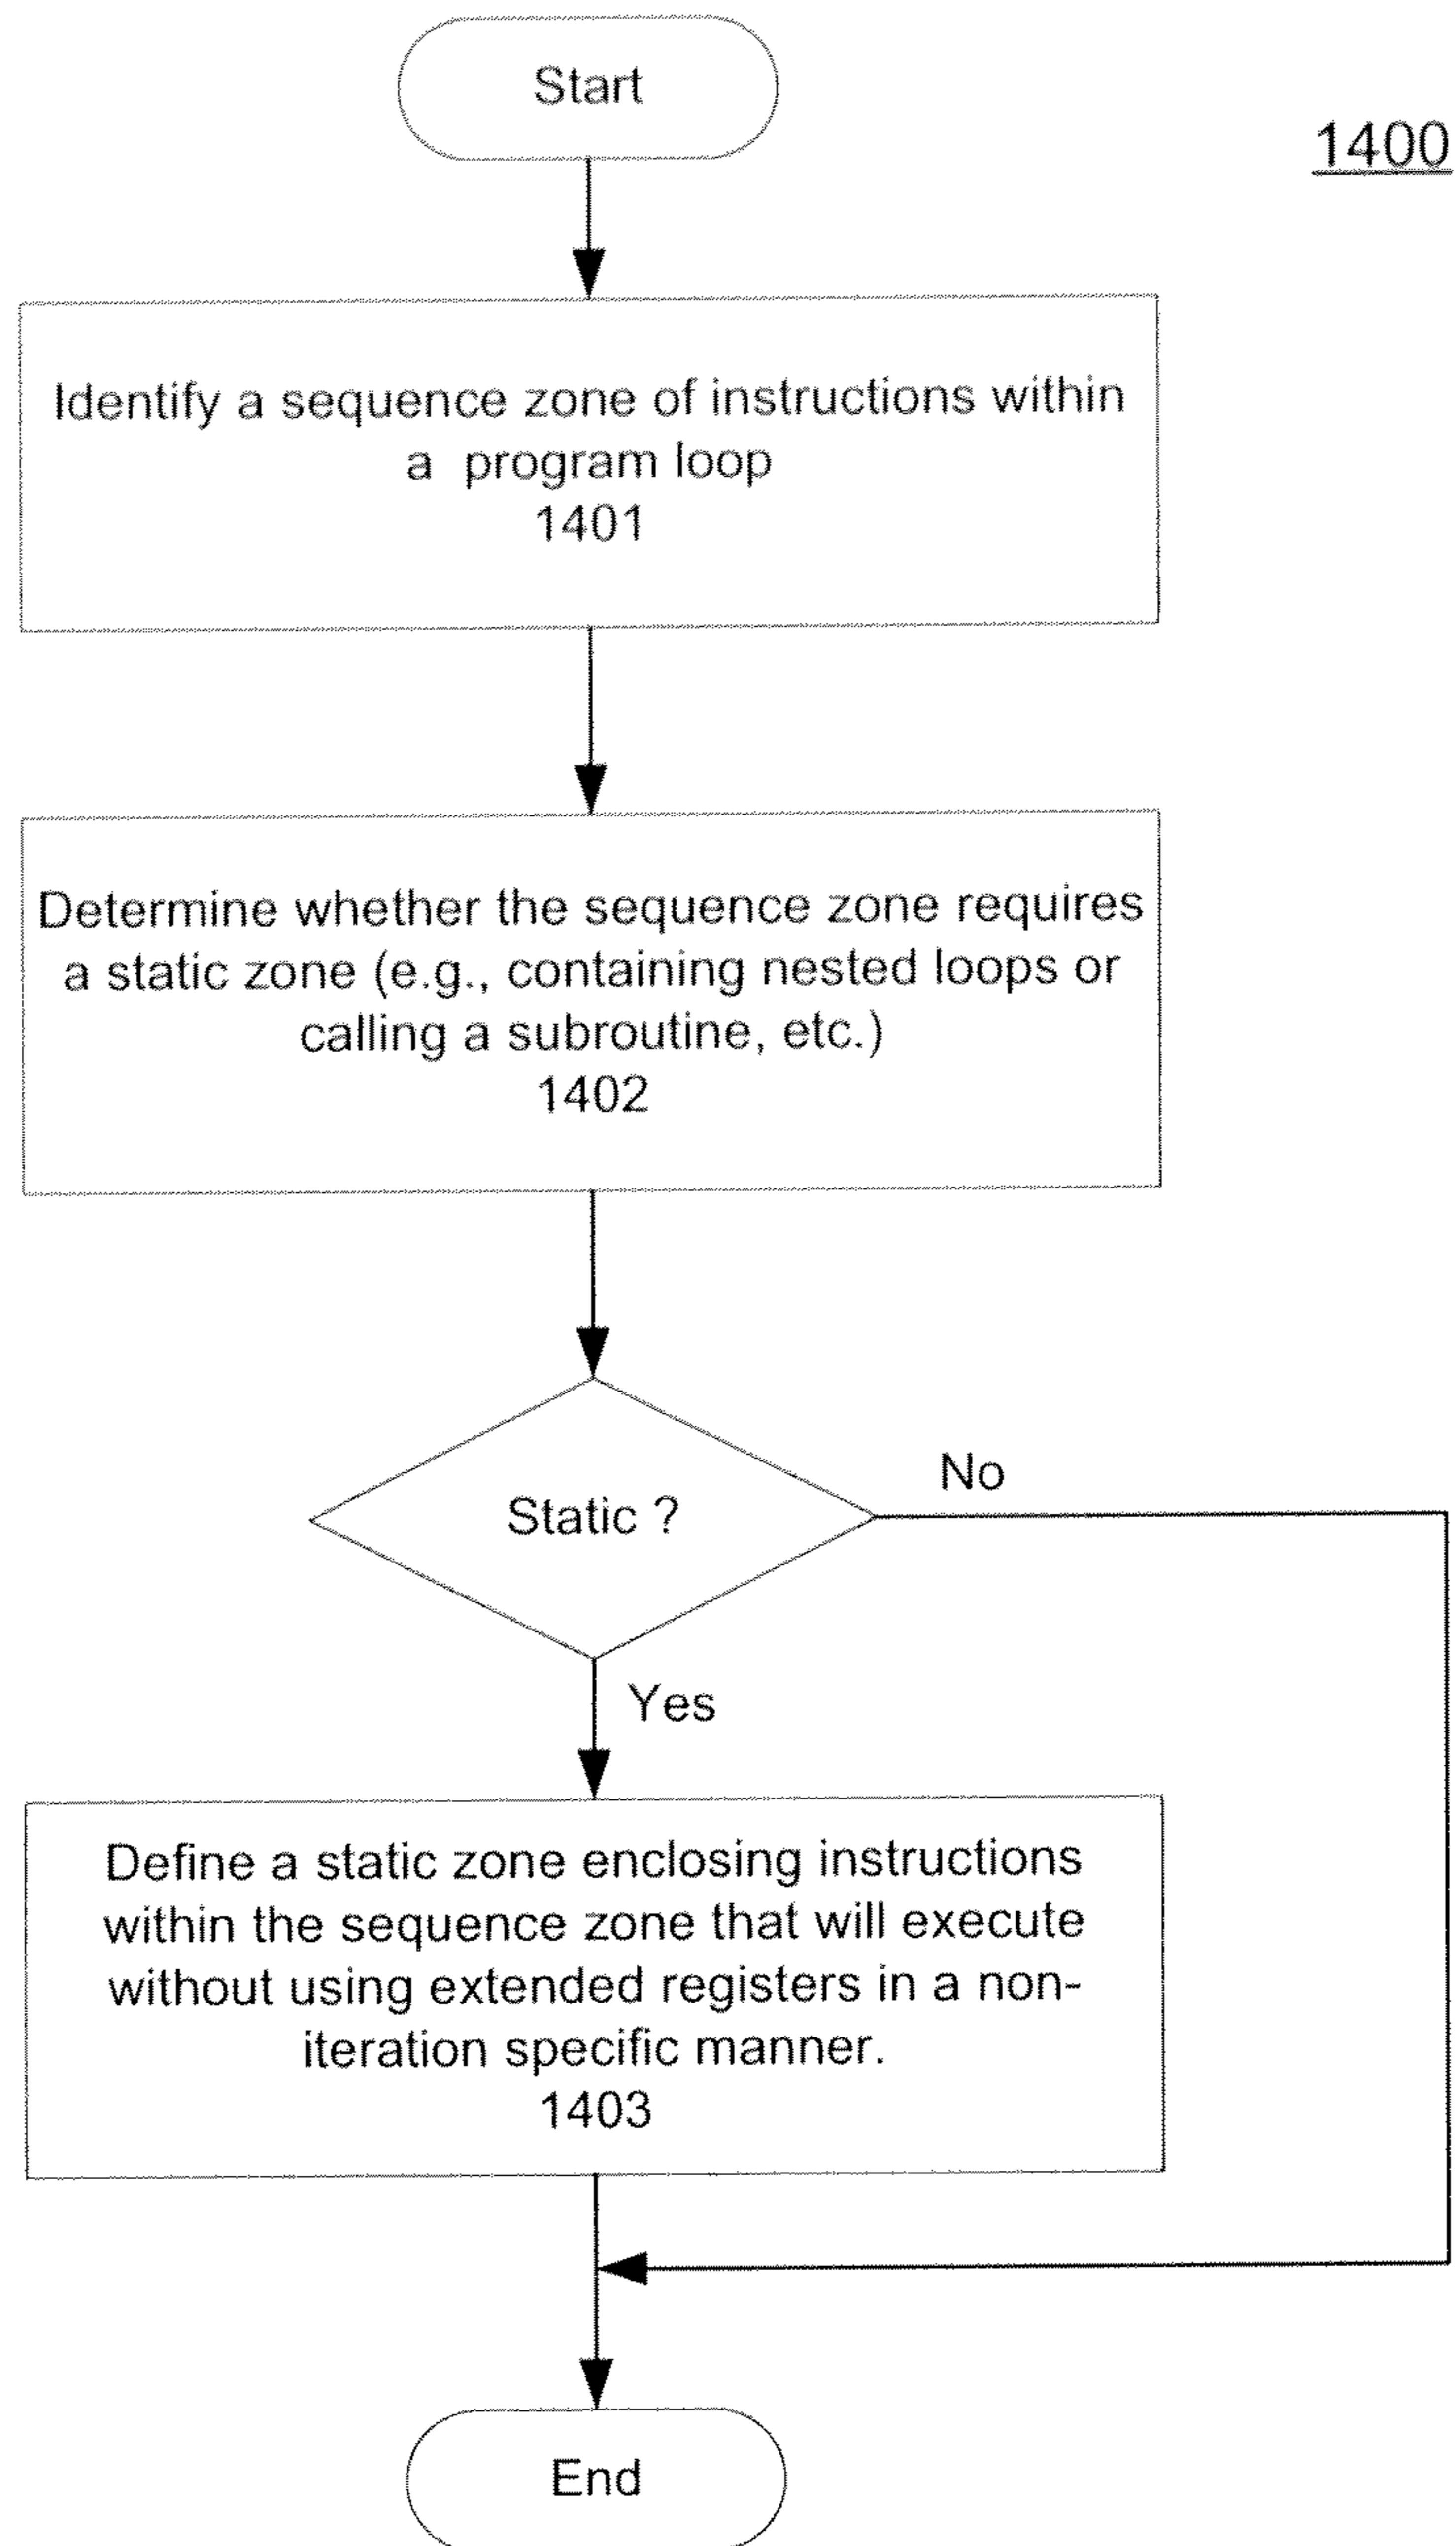 Start
1400
Identify a sequence zone of instructions within
a program loop
1401
Determine whether the sequence zone requires
a static zone (e.g., containing nested loops or
calling a subroutine, etc.)
1402
Static ?
No
Yes
Define a static zone enclosing instructions
within the sequence zone that will execute
without using extended registers in a non-
iteration specific manner.
1403
End